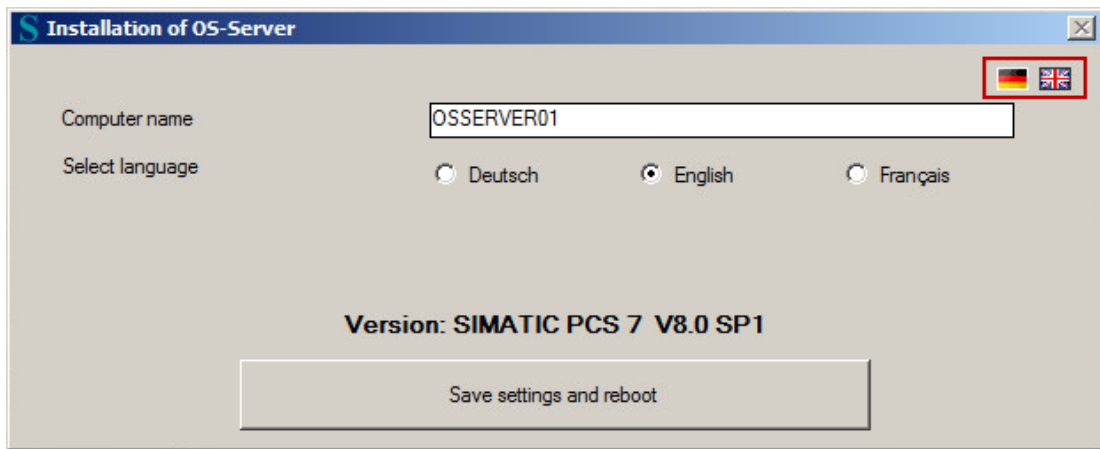 Installation of OS-Server
Computer name
OSSERVER01
Select language
Deutsch
English
Français
Version: SIMATIC PCS 7 V8.0 SP1
Save settings and reboot